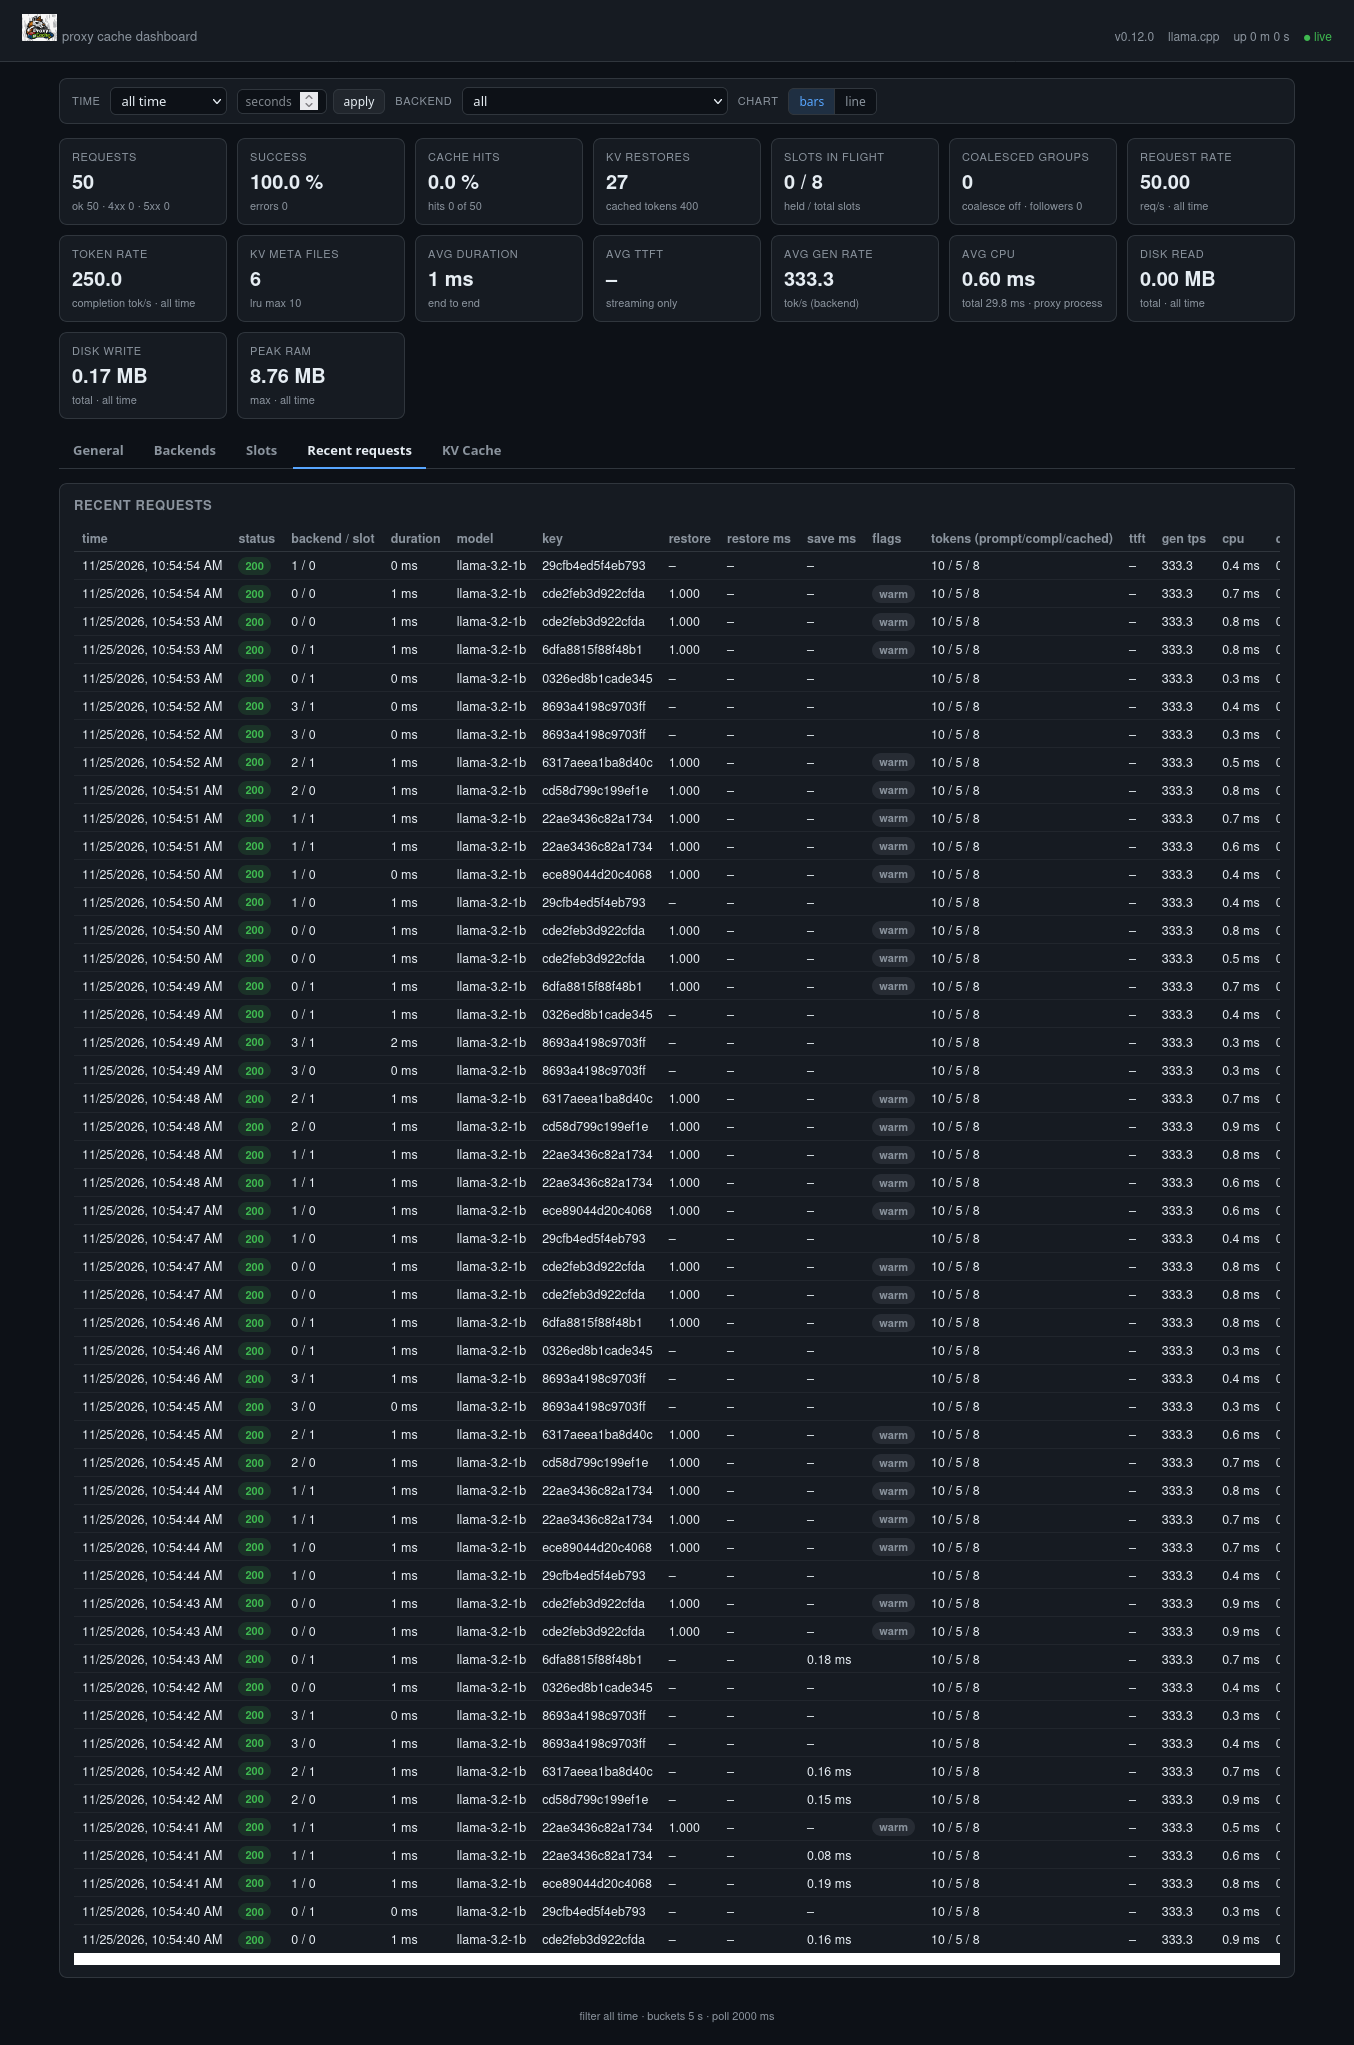 proxy cache dashboard
v0.12.0 llama.cpp up 0 m 0 s ● live
TIME all time seconds apply BACKEND all CHART bars line
REQUESTS
50
ok 50 · 4xx 0 · 5xx 0
SUCCESS
100.0 %
errors 0
CACHE HITS
0.0 %
hits 0 of 50
KV RESTORES
27
cached tokens 400
SLOTS IN FLIGHT
0 / 8
held / total slots
COALESCED GROUPS
0
coalesce off · followers 0
REQUEST RATE
50.00
req/s · all time
TOKEN RATE
250.0
completion tok/s · all time
KV META FILES
6
lru max 10
AVG DURATION
1 ms
end to end
AVG TTFT
–
streaming only
AVG GEN RATE
333.3
tok/s (backend)
AVG CPU
0.60 ms
total 29.8 ms · proxy process
DISK READ
0.00 MB
total · all time
DISK WRITE
0.17 MB
total · all time
PEAK RAM
8.76 MB
max · all time
General Backends Slots Recent requests KV Cache
RECENT REQUESTS
time status backend / slot duration model key restore restore ms save ms flags tokens (prompt/compl/cached) ttft gen tps cpu
11/25/2026, 10:54:54 AM 200 1 / 0 0 ms llama-3.2-1b 29cfb4ed5f4eb793 – – – 10 / 5 / 8 – 333.3 0.4 ms
11/25/2026, 10:54:54 AM 200 0 / 0 1 ms llama-3.2-1b cde2feb3d922cfda 1.000 – – warm 10 / 5 / 8 – 333.3 0.7 ms
11/25/2026, 10:54:53 AM 200 0 / 0 1 ms llama-3.2-1b cde2feb3d922cfda 1.000 – – warm 10 / 5 / 8 – 333.3 0.8 ms
11/25/2026, 10:54:53 AM 200 0 / 1 1 ms llama-3.2-1b 6dfa8815f88f48b1 1.000 – – warm 10 / 5 / 8 – 333.3 0.8 ms
11/25/2026, 10:54:53 AM 200 0 / 1 0 ms llama-3.2-1b 0326ed8b1cade345 – – – 10 / 5 / 8 – 333.3 0.3 ms
11/25/2026, 10:54:52 AM 200 3 / 1 0 ms llama-3.2-1b 8693a4198c9703ff – – – 10 / 5 / 8 – 333.3 0.4 ms
11/25/2026, 10:54:52 AM 200 3 / 0 0 ms llama-3.2-1b 8693a4198c9703ff – – – 10 / 5 / 8 – 333.3 0.3 ms
11/25/2026, 10:54:52 AM 200 2 / 1 1 ms llama-3.2-1b 6317aeea1ba8d40c 1.000 – – warm 10 / 5 / 8 – 333.3 0.5 ms
11/25/2026, 10:54:51 AM 200 2 / 0 1 ms llama-3.2-1b cd58d799c199ef1e 1.000 – – warm 10 / 5 / 8 – 333.3 0.8 ms
11/25/2026, 10:54:51 AM 200 1 / 1 1 ms llama-3.2-1b 22ae3436c82a1734 1.000 – – warm 10 / 5 / 8 – 333.3 0.7 ms
11/25/2026, 10:54:51 AM 200 1 / 1 1 ms llama-3.2-1b 22ae3436c82a1734 1.000 – – warm 10 / 5 / 8 – 333.3 0.6 ms
11/25/2026, 10:54:50 AM 200 1 / 0 0 ms llama-3.2-1b ece89044d20c4068 1.000 – – warm 10 / 5 / 8 – 333.3 0.4 ms
11/25/2026, 10:54:50 AM 200 1 / 0 1 ms llama-3.2-1b 29cfb4ed5f4eb793 – – – 10 / 5 / 8 – 333.3 0.4 ms
11/25/2026, 10:54:50 AM 200 0 / 0 1 ms llama-3.2-1b cde2feb3d922cfda 1.000 – – warm 10 / 5 / 8 – 333.3 0.8 ms
11/25/2026, 10:54:50 AM 200 0 / 0 1 ms llama-3.2-1b cde2feb3d922cfda 1.000 – – warm 10 / 5 / 8 – 333.3 0.5 ms
11/25/2026, 10:54:49 AM 200 0 / 1 1 ms llama-3.2-1b 6dfa8815f88f48b1 1.000 – – warm 10 / 5 / 8 – 333.3 0.7 ms
11/25/2026, 10:54:49 AM 200 0 / 1 1 ms llama-3.2-1b 0326ed8b1cade345 – – – 10 / 5 / 8 – 333.3 0.4 ms
11/25/2026, 10:54:49 AM 200 3 / 1 2 ms llama-3.2-1b 8693a4198c9703ff – – – 10 / 5 / 8 – 333.3 0.3 ms
11/25/2026, 10:54:49 AM 200 3 / 0 0 ms llama-3.2-1b 8693a4198c9703ff – – – 10 / 5 / 8 – 333.3 0.3 ms
11/25/2026, 10:54:48 AM 200 2 / 1 1 ms llama-3.2-1b 6317aeea1ba8d40c 1.000 – – warm 10 / 5 / 8 – 333.3 0.7 ms
11/25/2026, 10:54:48 AM 200 2 / 0 1 ms llama-3.2-1b cd58d799c199ef1e 1.000 – – warm 10 / 5 / 8 – 333.3 0.9 ms
11/25/2026, 10:54:48 AM 200 1 / 1 1 ms llama-3.2-1b 22ae3436c82a1734 1.000 – – warm 10 / 5 / 8 – 333.3 0.8 ms
11/25/2026, 10:54:48 AM 200 1 / 1 1 ms llama-3.2-1b 22ae3436c82a1734 1.000 – – warm 10 / 5 / 8 – 333.3 0.6 ms
11/25/2026, 10:54:47 AM 200 1 / 0 1 ms llama-3.2-1b ece89044d20c4068 1.000 – – warm 10 / 5 / 8 – 333.3 0.6 ms
11/25/2026, 10:54:47 AM 200 1 / 0 1 ms llama-3.2-1b 29cfb4ed5f4eb793 – – – 10 / 5 / 8 – 333.3 0.4 ms
11/25/2026, 10:54:47 AM 200 0 / 0 1 ms llama-3.2-1b cde2feb3d922cfda 1.000 – – warm 10 / 5 / 8 – 333.3 0.8 ms
11/25/2026, 10:54:47 AM 200 0 / 0 1 ms llama-3.2-1b cde2feb3d922cfda 1.000 – – warm 10 / 5 / 8 – 333.3 0.8 ms
11/25/2026, 10:54:46 AM 200 0 / 1 1 ms llama-3.2-1b 6dfa8815f88f48b1 1.000 – – warm 10 / 5 / 8 – 333.3 0.8 ms
11/25/2026, 10:54:46 AM 200 0 / 1 1 ms llama-3.2-1b 0326ed8b1cade345 – – – 10 / 5 / 8 – 333.3 0.3 ms
11/25/2026, 10:54:46 AM 200 3 / 1 1 ms llama-3.2-1b 8693a4198c9703ff – – – 10 / 5 / 8 – 333.3 0.4 ms
11/25/2026, 10:54:45 AM 200 3 / 0 0 ms llama-3.2-1b 8693a4198c9703ff – – – 10 / 5 / 8 – 333.3 0.3 ms
11/25/2026, 10:54:45 AM 200 2 / 1 1 ms llama-3.2-1b 6317aeea1ba8d40c 1.000 – – warm 10 / 5 / 8 – 333.3 0.6 ms
11/25/2026, 10:54:45 AM 200 2 / 0 1 ms llama-3.2-1b cd58d799c199ef1e 1.000 – – warm 10 / 5 / 8 – 333.3 0.7 ms
11/25/2026, 10:54:44 AM 200 1 / 1 1 ms llama-3.2-1b 22ae3436c82a1734 1.000 – – warm 10 / 5 / 8 – 333.3 0.8 ms
11/25/2026, 10:54:44 AM 200 1 / 1 1 ms llama-3.2-1b 22ae3436c82a1734 1.000 – – warm 10 / 5 / 8 – 333.3 0.7 ms
11/25/2026, 10:54:44 AM 200 1 / 0 1 ms llama-3.2-1b ece89044d20c4068 1.000 – – warm 10 / 5 / 8 – 333.3 0.7 ms
11/25/2026, 10:54:44 AM 200 1 / 0 1 ms llama-3.2-1b 29cfb4ed5f4eb793 – – – 10 / 5 / 8 – 333.3 0.4 ms
11/25/2026, 10:54:43 AM 200 0 / 0 1 ms llama-3.2-1b cde2feb3d922cfda 1.000 – – warm 10 / 5 / 8 – 333.3 0.9 ms
11/25/2026, 10:54:43 AM 200 0 / 0 1 ms llama-3.2-1b cde2feb3d922cfda 1.000 – – warm 10 / 5 / 8 – 333.3 0.9 ms
11/25/2026, 10:54:43 AM 200 0 / 1 1 ms llama-3.2-1b 6dfa8815f88f48b1 – – 0.18 ms 10 / 5 / 8 – 333.3 0.7 ms
11/25/2026, 10:54:42 AM 200 0 / 0 1 ms llama-3.2-1b 0326ed8b1cade345 – – – 10 / 5 / 8 – 333.3 0.4 ms
11/25/2026, 10:54:42 AM 200 3 / 1 0 ms llama-3.2-1b 8693a4198c9703ff – – – 10 / 5 / 8 – 333.3 0.3 ms
11/25/2026, 10:54:42 AM 200 3 / 0 1 ms llama-3.2-1b 8693a4198c9703ff – – – 10 / 5 / 8 – 333.3 0.4 ms
11/25/2026, 10:54:42 AM 200 2 / 1 1 ms llama-3.2-1b 6317aeea1ba8d40c – – 0.16 ms 10 / 5 / 8 – 333.3 0.7 ms
11/25/2026, 10:54:42 AM 200 2 / 0 1 ms llama-3.2-1b cd58d799c199ef1e – – 0.15 ms 10 / 5 / 8 – 333.3 0.9 ms
11/25/2026, 10:54:41 AM 200 1 / 1 1 ms llama-3.2-1b 22ae3436c82a1734 1.000 – – warm 10 / 5 / 8 – 333.3 0.5 ms
11/25/2026, 10:54:41 AM 200 1 / 1 1 ms llama-3.2-1b 22ae3436c82a1734 – – 0.08 ms 10 / 5 / 8 – 333.3 0.6 ms
11/25/2026, 10:54:41 AM 200 1 / 0 1 ms llama-3.2-1b ece89044d20c4068 – – 0.19 ms 10 / 5 / 8 – 333.3 0.8 ms
11/25/2026, 10:54:40 AM 200 0 / 1 0 ms llama-3.2-1b 29cfb4ed5f4eb793 – – – 10 / 5 / 8 – 333.3 0.3 ms
11/25/2026, 10:54:40 AM 200 0 / 0 1 ms llama-3.2-1b cde2feb3d922cfda – – 0.16 ms 10 / 5 / 8 – 333.3 0.9 ms
filter all time · buckets 5 s · poll 2000 ms